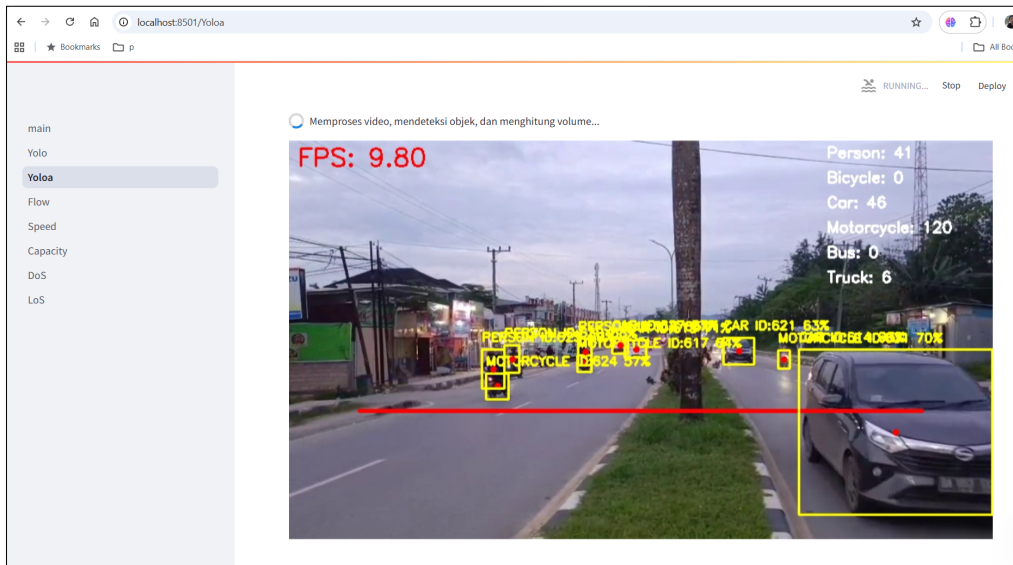 localhost:8501/Yoloa
Bookmarks
p
All Boo
RUNNING...
Stop
Deploy
main
Yolo
Yoloa
Flow
Speed
Capacity
DoS
LoS
Memproses video, mendeteksi objek, dan menghitung volume...
FPS: 9.80
Person: 41
Bicycle: 0
Car: 46
Motorcycle: 120
Bus: 0
Truck: 6
CAR ID:621 63%
70%
MOTORCYCLE ID:624 57%